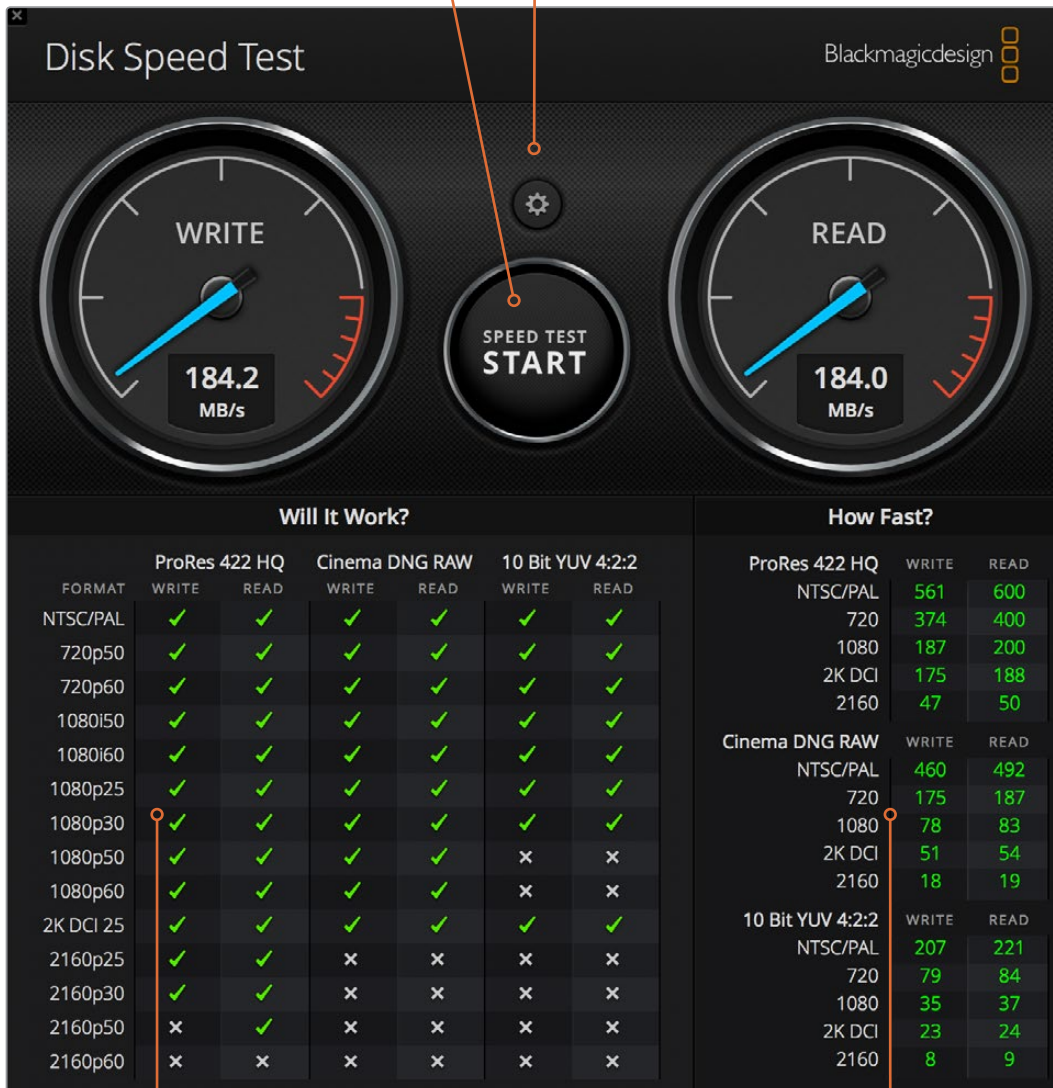 Disk Speed Test
Blackmagicdesign
WRITE
184.2
MB/s
SPEED TEST
START
READ
184.0
MB/s
Will It Work?
ProRes 422 HQ Cinema DNG RAW 10 Bit YUV 4:2:2
FORMAT WRITE READ WRITE READ WRITE READ
NTSC/PAL ✓ ✓ ✓ ✓ ✓ ✓
720p50 ✓ ✓ ✓ ✓ ✓ ✓
720p60 ✓ ✓ ✓ ✓ ✓ ✓
1080i50 ✓ ✓ ✓ ✓ ✓ ✓
1080i60 ✓ ✓ ✓ ✓ ✓ ✓
1080p25 ✓ ✓ ✓ ✓ ✓ ✓
1080p30 ✓ ✓ ✓ ✓ ✓ ✓
1080p50 ✓ ✓ ✓ ✓ × ×
1080p60 ✓ ✓ ✓ ✓ × ×
2K DCI 25 ✓ ✓ ✓ ✓ ✓ ✓
2160p25 ✓ ✓ × × × ×
2160p30 ✓ ✓ × × × ×
2160p50 × ✓ × × × ×
2160p60 × × × × × ×
How Fast?
ProRes 422 HQ WRITE READ
NTSC/PAL 561 600
720 374 400
1080 187 200
2K DCI 175 188
2160 47 50
Cinema DNG RAW WRITE READ
NTSC/PAL 460 492
720 175 187
1080 78 83
2K DCI 51 54
2160 18 19
10 Bit YUV 4:2:2 WRITE READ
NTSC/PAL 207 221
720 79 84
1080 35 37
2K DCI 23 24
2160 8 9